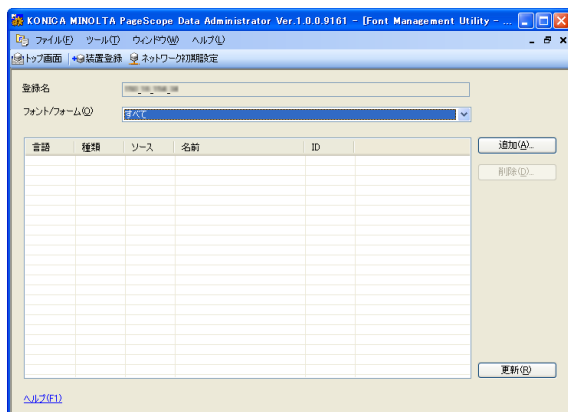 KONICA MINOLTA PageScope Data Administrator Ver.1.0.0.9161 - [Font Management Utility - ...
ファイル(F) ツール(T) ウィンドウ(W) ヘルプ(L)
トップ画面 装置登録 ネットワーク初期設定
登録名
フォント/フォーム(O) すべて
言語 種類 ソース 名前 ID
追加(A)...
削除(D)...
更新(R)
ヘルプ(F1)